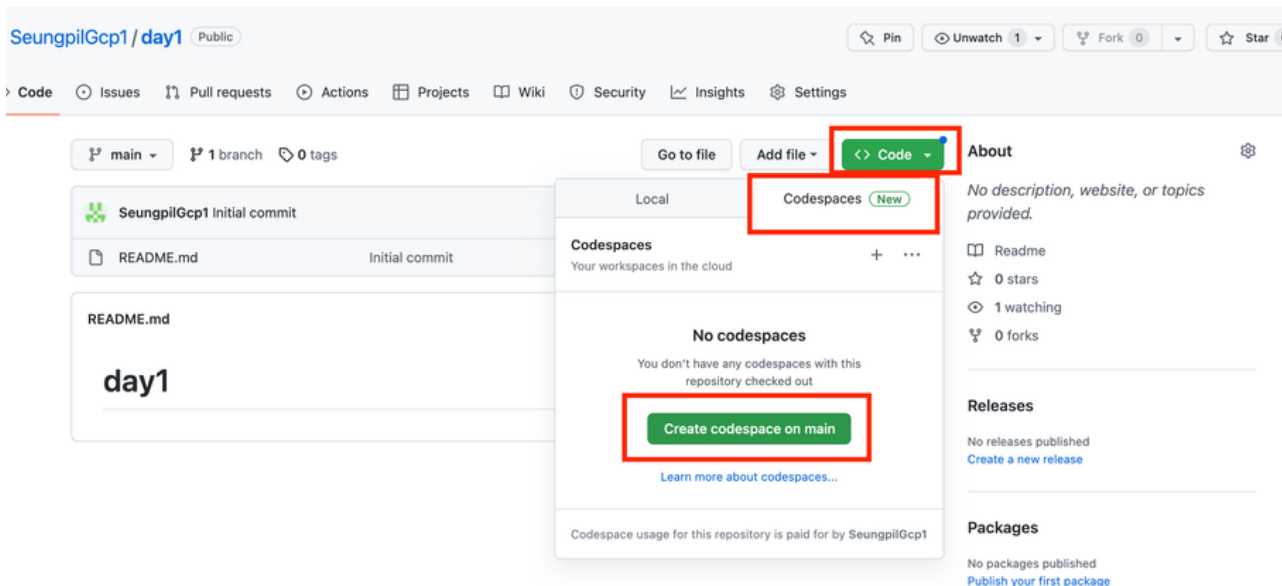 SeungpilGcp1 / day1 Public
Pin
Unwatch 1
Fork 0
Star
Code
Issues
Pull requests
Actions
Projects
Wiki
Security
Insights
Settings
main
1 branch
0 tags
Go to file
Add file
<> Code
SeungpilGcp1 Initial commit
README.md
Initial commit
README.md
day1
Local
Codespaces New
Codespaces
Your workspaces in the cloud
No codespaces
You don't have any codespaces with this
repository checked out
Create codespace on main
Learn more about codespaces...
Codespace usage for this repository is paid for by SeungpilGcp1
About
No description, website, or topics
provided.
Readme
0 stars
1 watching
0 forks
Releases
No releases published
Create a new release
Packages
No packages published
Publish your first package